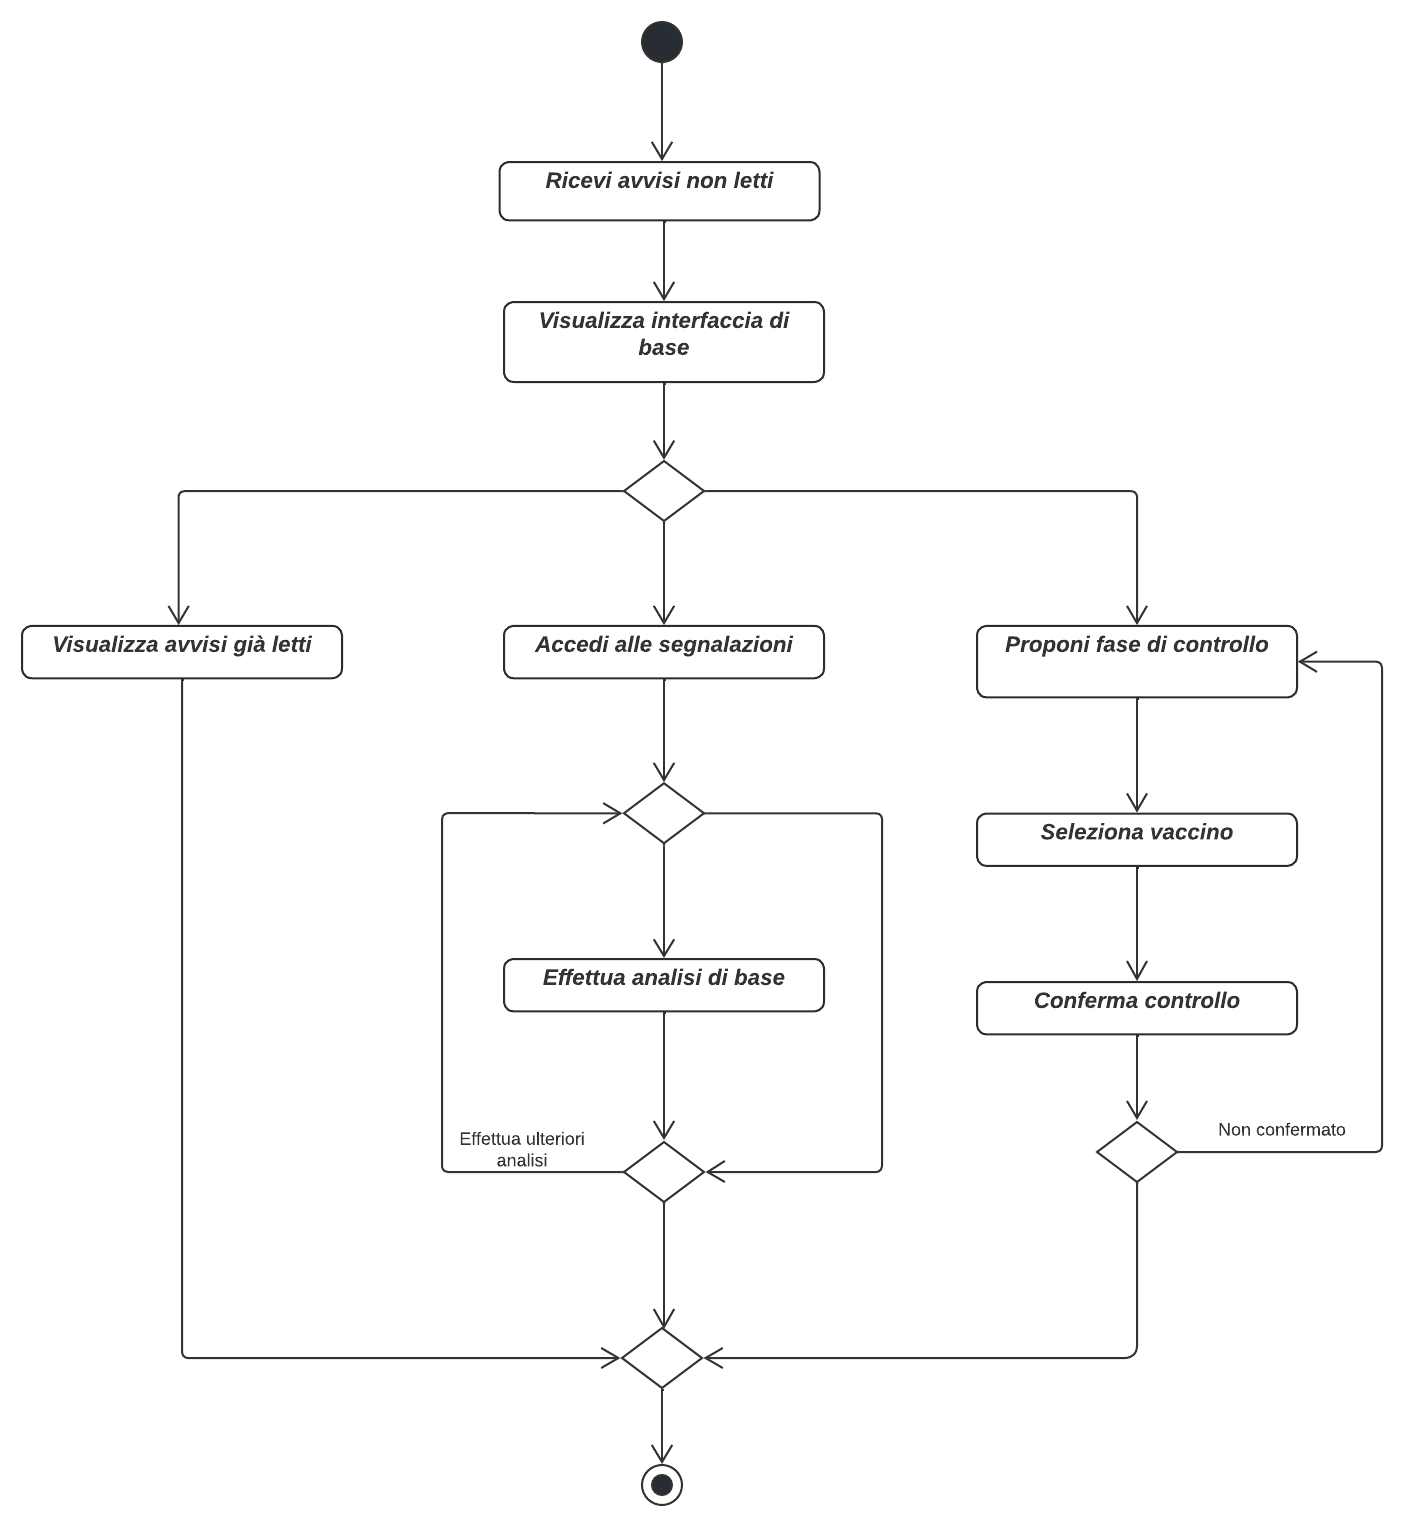 Ricevi avvisi non letti
Visualizza interfaccia di
base
Visualizza avvisi già letti
Accedi alle segnalazioni
Proponi fase di controllo
Seleziona vaccino
Effettua analisi di base
Conferma controllo
Effettua ulteriori
analisi
Non confermato